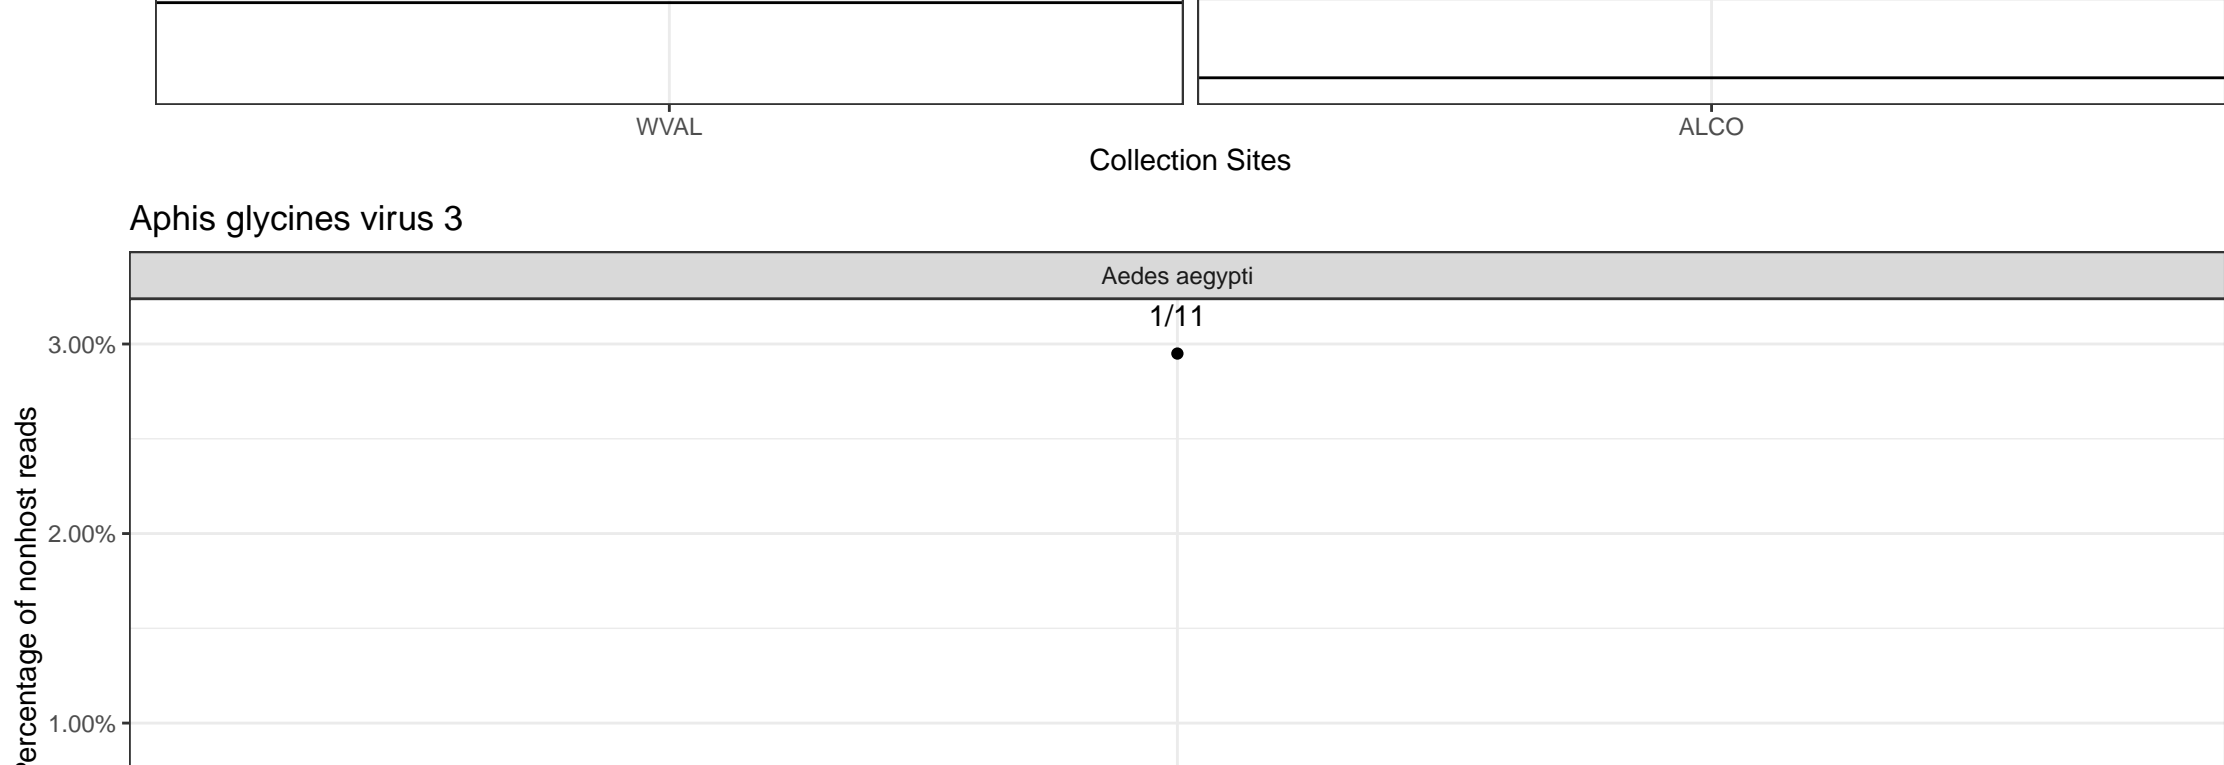 WVAL
ALCO
Collection Sites
Aphis glycines virus 3
Aedes aegypti
1/11
3.00%
2.00%
1.00%
Percentage of nonhost reads